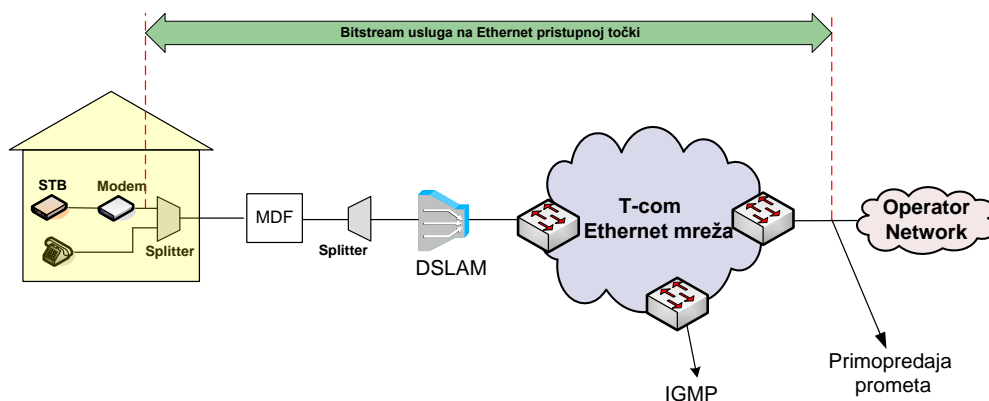 Bitstream usluga na Ethernet pristupnoj točki
STB
Modem
Splitter
MDF
Splitter
DSLAM
T-com
Ethernet mreža
Operator
Network
IGMP
Primopredaja
prometa